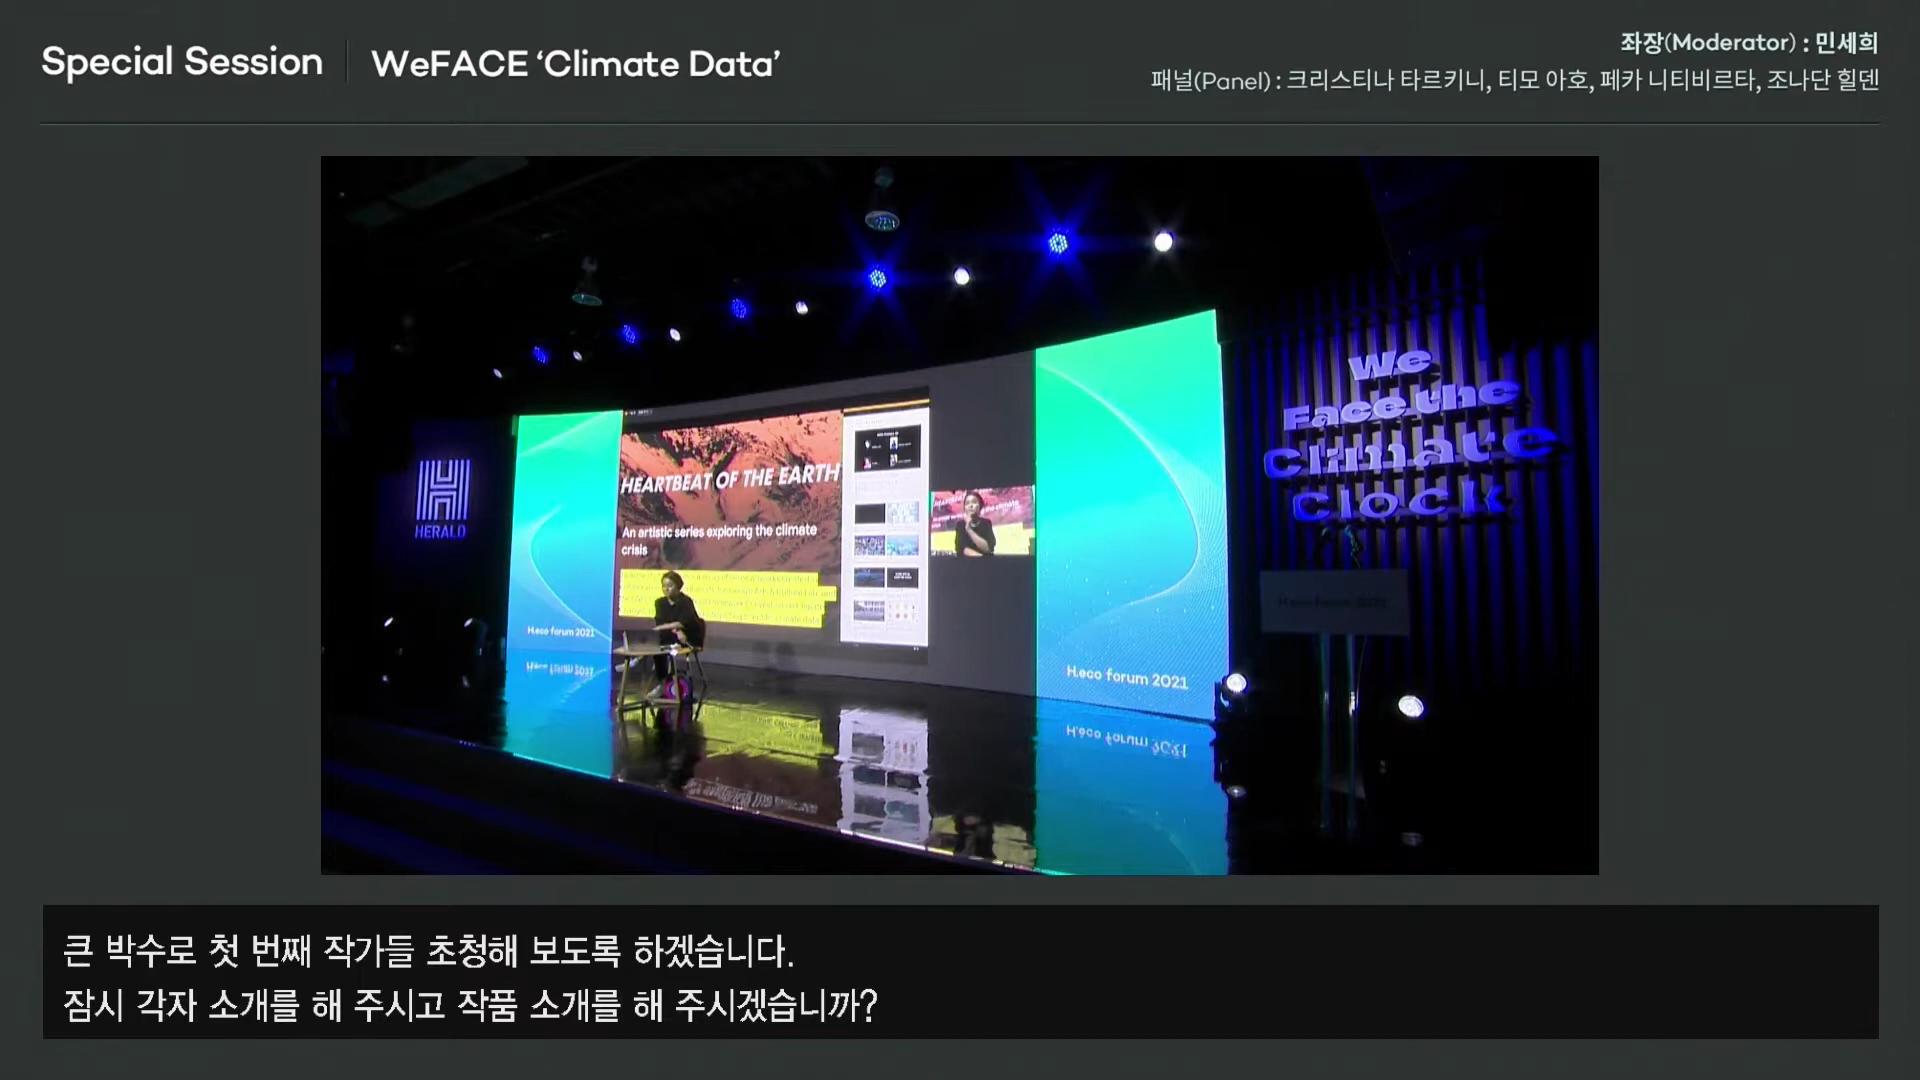 Special Session
WeFACE ‘Climate Data’
좌장(Moderator) : 민세희
패널(Panel) : 크리스티나 타르키니, 티모 아호, 페카 니티비르타, 조나단 힐덴
We
Face the
Climate
Clock
HERALD
HEARTBEAT OF THE EARTH
An artistic series exploring the climate
crisis
H.eco forum 2021
H.eco forum 2021
큰 박수로 첫 번째 작가들 초청해 보도록 하겠습니다.
잠시 각자 소개를 해 주시고 작품 소개를 해 주시겠습니까?